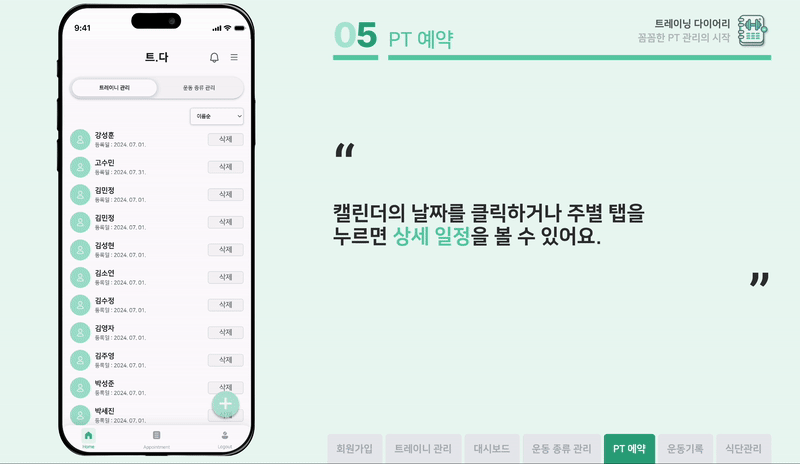 9:41
트.다
트레이니 관리
운동 종류 관리
이름순
강성훈
등록일 : 2024. 07. 01.
삭제
고수민
등록일 : 2024. 07. 31.
삭제
김민정
등록일 : 2024. 07. 01.
삭제
김민정
등록일 : 2024. 07. 01.
삭제
김성현
등록일 : 2024. 07. 01.
삭제
김소연
등록일 : 2024. 07. 01.
삭제
김수정
등록일 : 2024. 07. 01.
삭제
김영자
등록일 : 2024. 07. 01.
삭제
김주영
등록일 : 2024. 07. 01.
삭제
박성준
등록일 : 2024. 07. 01.
삭제
박세진
등록일 : 2024. 07. 01.
Home
Appointment
Logout
05 PT 예약
트레이닝 다이어리
꼼꼼한 PT 관리의 시작
“
캘린더의 날짜를 클릭하거나 주별 탭을
누르면 상세 일정을 볼 수 있어요.
”
회원가입
트레이니 관리
대시보드
운동 종류 관리
PT 예약
운동기록
식단관리